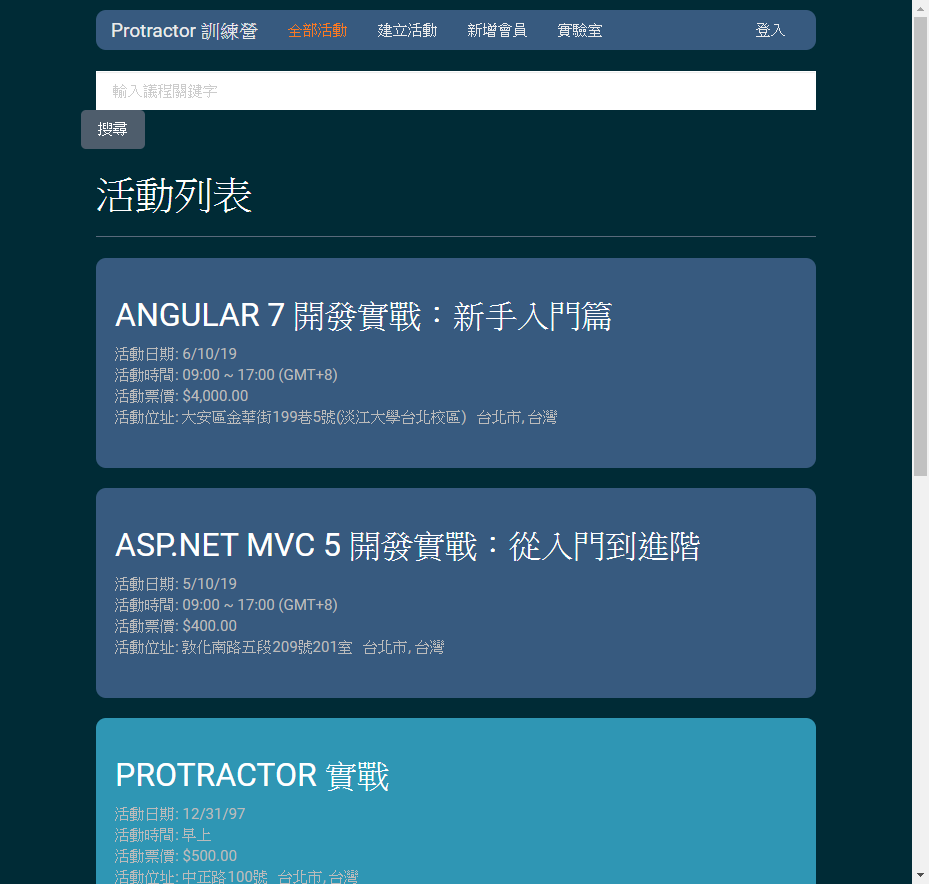 Protractor 訓練營 全部活動 建立活動 新增會員 實驗室 登入
輸入議程關鍵字
搜尋
活動列表
ANGULAR 7 開發實戰：新手入門篇
活動日期: 6/10/19
活動時間: 09:00 ~ 17:00 (GMT+8)
活動票價: $4,000.00
活動位址: 大安區金華街199巷5號(淡江大學台北校區) 台北市, 台灣
ASP.NET MVC 5 開發實戰：從入門到進階
活動日期: 5/10/19
活動時間: 09:00 ~ 17:00 (GMT+8)
活動票價: $400.00
活動位址: 敦化南路五段209號201室 台北市, 台灣
PROTRACTOR 實戰
活動日期: 12/31/97
活動時間: 早上
活動票價: $500.00
活動位址: 中正路100號 台北市, 台灣